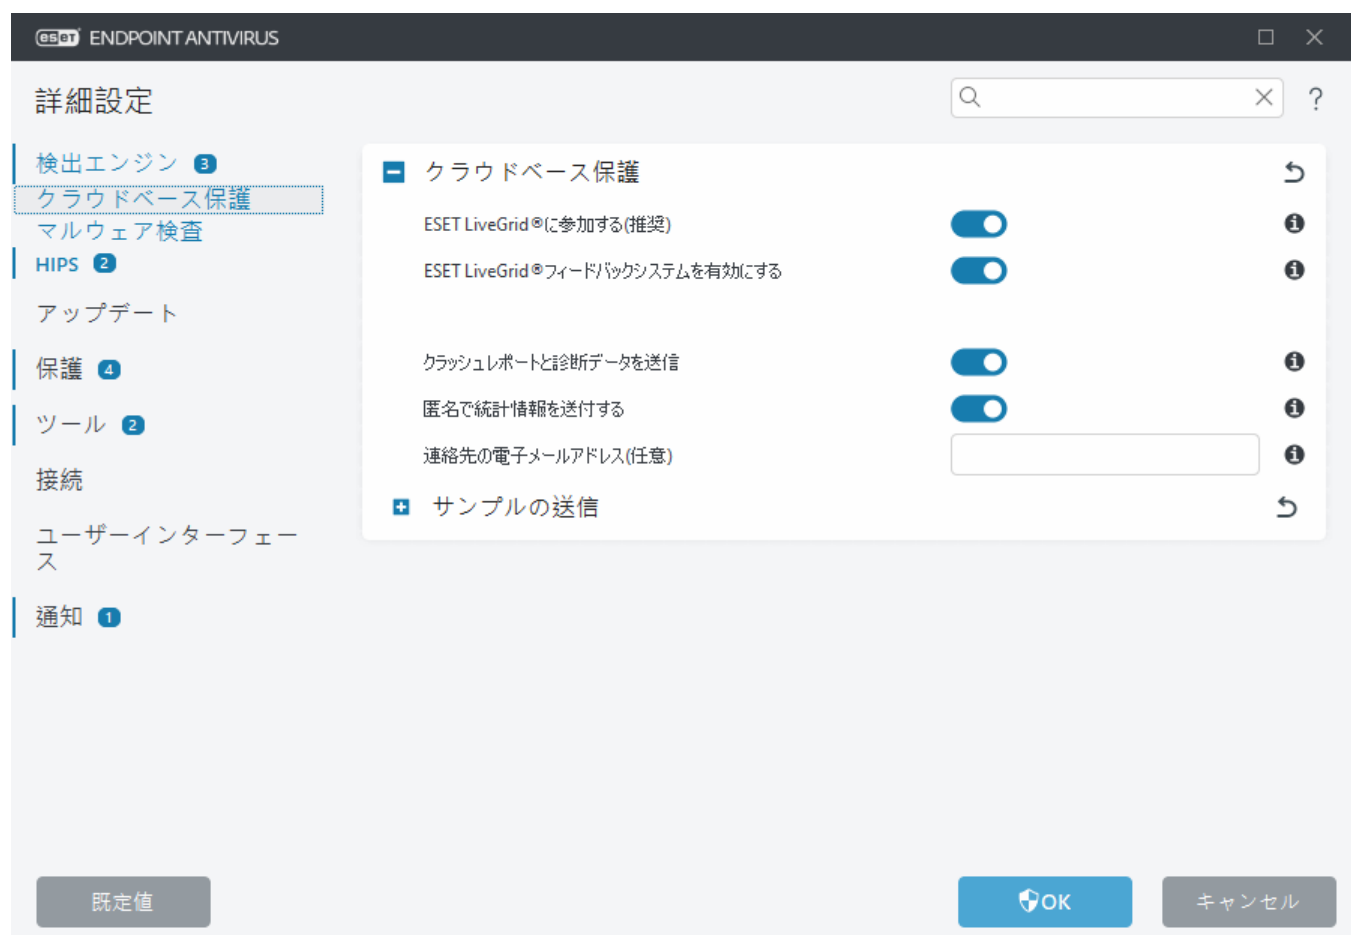 eset ENDPOINT ANTIVIRUS
詳細設定
?
検出エンジン 3
クラウドベース保護
マルウェア検査
HIPS 2
アップデート
保護 4
ツール 2
接続
ユーザーインターフェー
ス
通知 1
クラウドベース保護
ESET LiveGrid®に参加する(推奨)
ESET LiveGrid®フィードバックシステムを有効にする
クラッシュレポートと診断データを送信
匿名で統計情報を送付する
連絡先の電子メールアドレス(任意)
サンプルの送信
既定値
OK
キャンセル